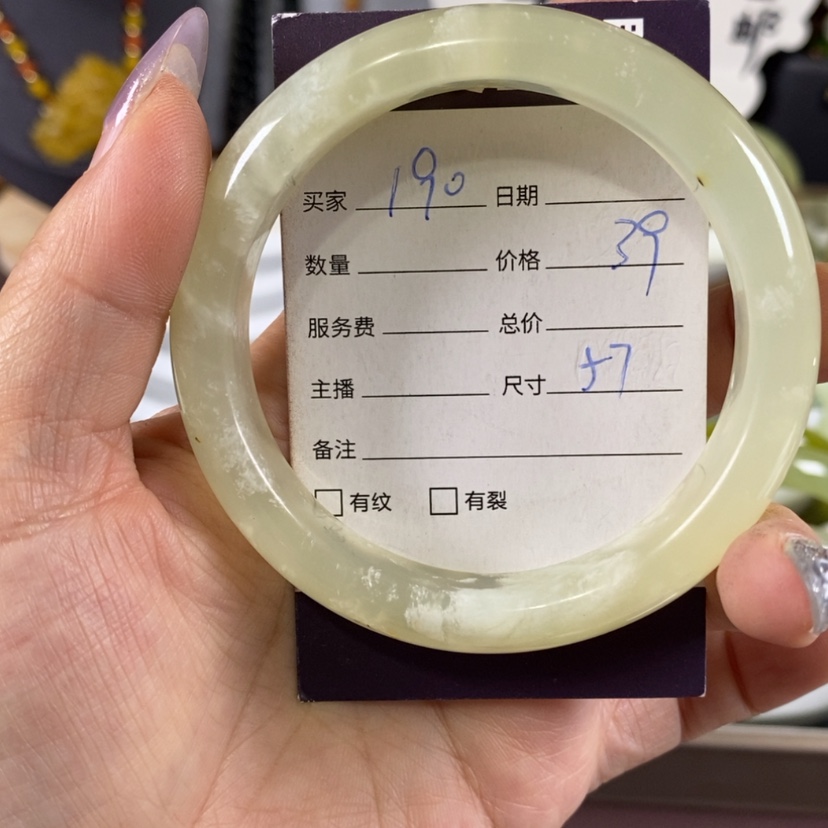 买家 190 日期
数量 价格 39
服务费 总价
主播 尺寸 57
备注
有纹 有裂